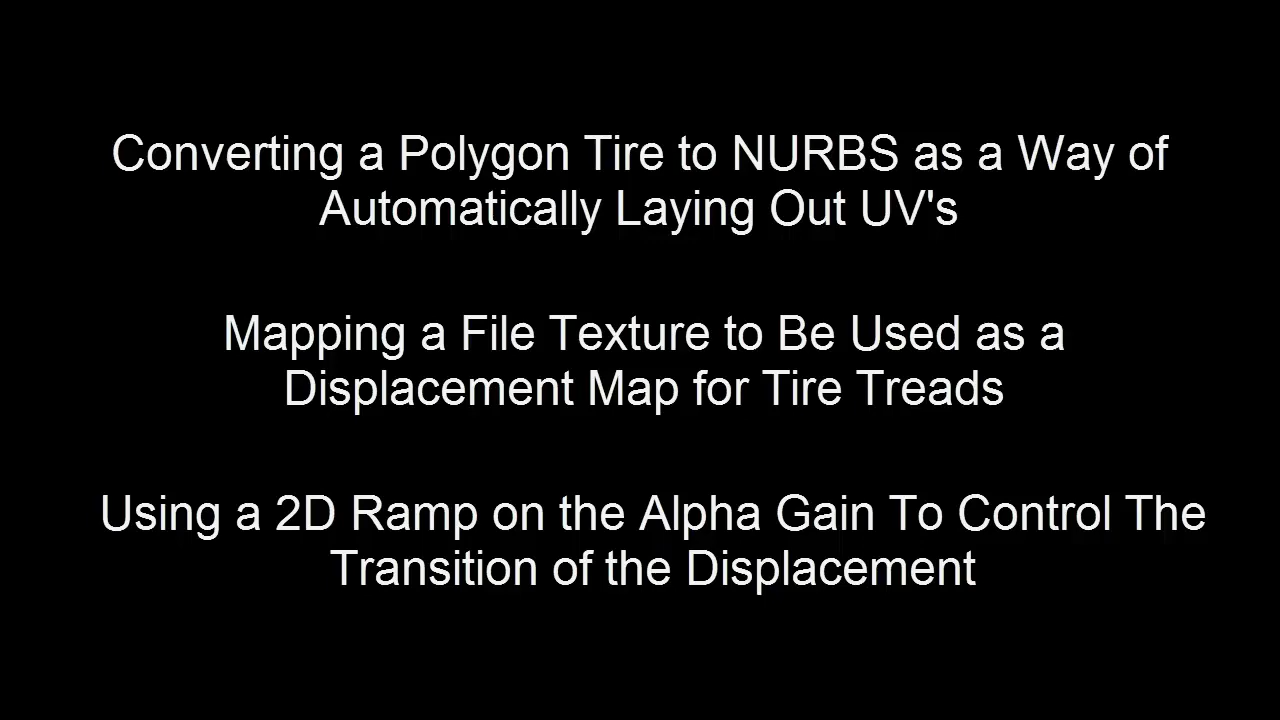 Converting a Polygon Tire to NURBS as a Way of
Automatically Laying Out UV's
Mapping a File Texture to Be Used as a
Displacement Map for Tire Treads
Using a 2D Ramp on the Alpha Gain To Control The
Transition of the Displacement